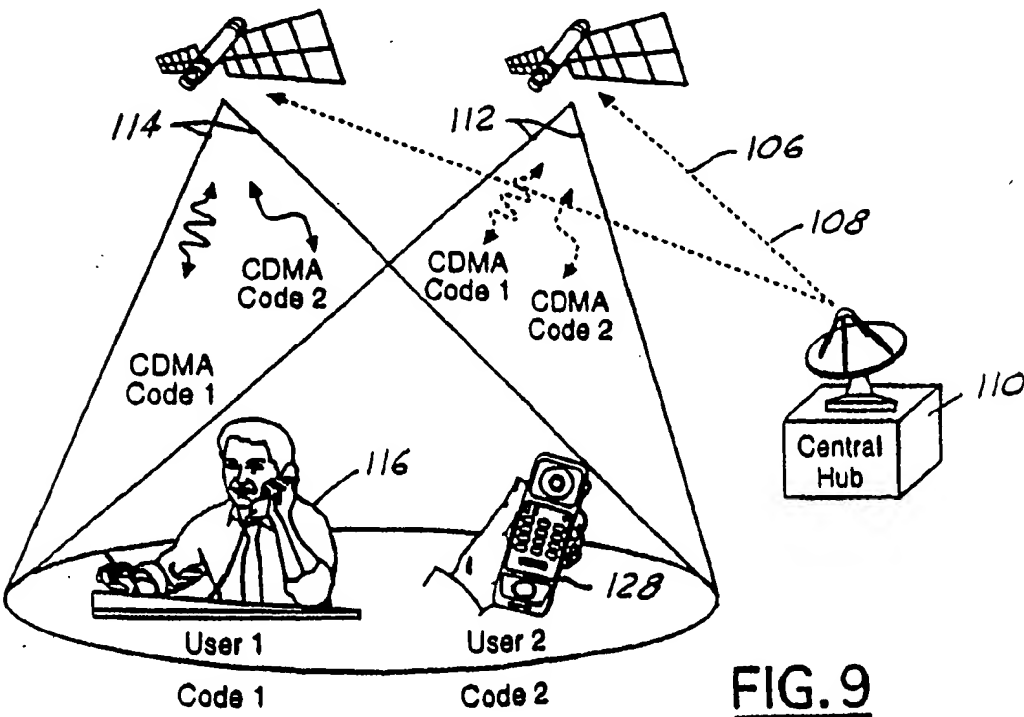 114
112
106
108
CDMA
Code 2
CDMA
Code 1
CDMA
Code 2
CDMA
Code 1
110
Central
Hub
116
128
User 1
User 2
Code 1
Code 2
FIG. 9